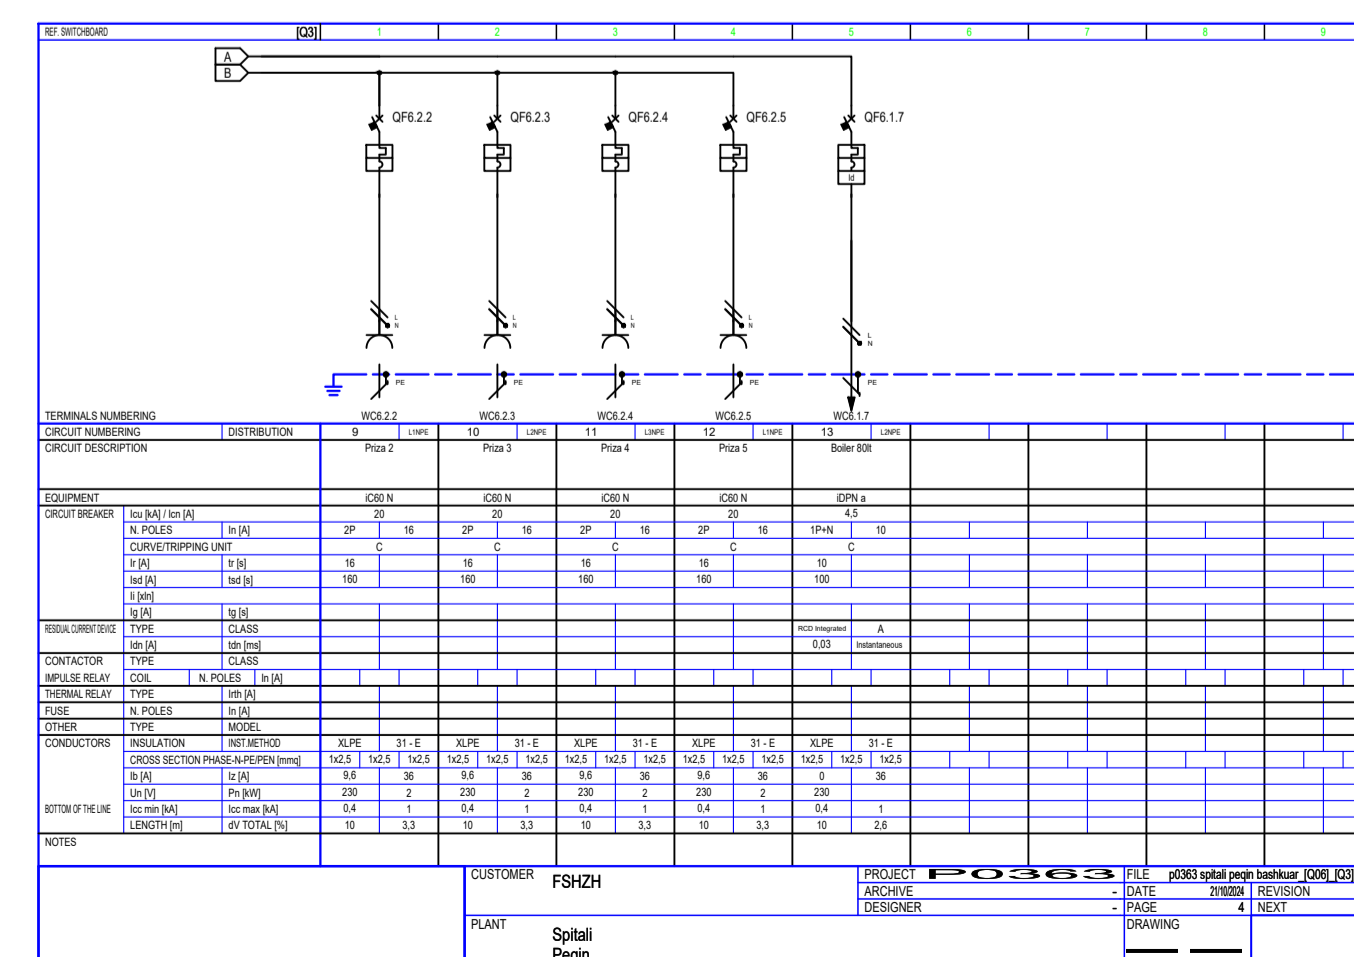 REF. SWITCHBOARD [Q3] 1 2 3 4 5 6 7 8 9
A
B
QF6.2.2 QF6.2.3 QF6.2.4 QF6.2.5 QF6.1.7
Id
L L L L
N N N N
L
N
PE PE PE PE PE
TERMINALS NUMBERING WC6.2.2 WC6.2.3 WC6.2.4 WC6.2.5 WC6.1.7
CIRCUIT NUMBERING DISTRIBUTION 9 L1NPE 10 L2NPE 11 L3NPE 12 L1NPE 13 L2NPE
CIRCUIT DESCRIPTION Priza 2 Priza 3 Priza 4 Priza 5 Boiler 80lt
EQUIPMENT iC60 N iC60 N iC60 N iC60 N iDPN a
CIRCUIT BREAKER Icu [kA] / Icn [A] 20 20 20 20 4,5
N. POLES In [A] 2P 16 2P 16 2P 16 2P 16 1P+N 10
CURVE/TRIPPING UNIT C C C C C
Ir [A] tr [s] 16 16 16 16 10
Isd [A] tsd [s] 160 160 160 160 100
Ii [xIn]
Ig [A] tg [s]
RESIDUAL CURRENT DEVICE TYPE CLASS RCD Integrated A
Idn [A] tdn [ms] 0,03 Instantaneous
CONTACTOR TYPE CLASS
IMPULSE RELAY COIL N. POLES In [A]
THERMAL RELAY TYPE Irth [A]
FUSE N. POLES In [A]
OTHER TYPE MODEL
CONDUCTORS INSULATION INST.METHOD XLPE 31 - E XLPE 31 - E XLPE 31 - E XLPE 31 - E XLPE 31 - E
CROSS SECTION PHASE-N-PE/PEN [mmq] 1x2,5 1x2,5 1x2,5 1x2,5 1x2,5 1x2,5 1x2,5 1x2,5 1x2,5 1x2,5 1x2,5 1x2,5 1x2,5 1x2,5 1x2,5
Ib [A] Iz [A] 9,6 36 9,6 36 9,6 36 9,6 36 0 36
Un [V] Pn [kW] 230 2 230 2 230 2 230 2 230
BOTTOM OF THE LINE Icc min [kA] Icc max [kA] 0,4 1 0,4 1 0,4 1 0,4 1 0,4 1
LENGTH [m] dV TOTAL [%] 10 3,3 10 3,3 10 3,3 10 3,3 10 2,6
NOTES
CUSTOMER FSHZH PROJECT P0363 FILE p0363 spitali peqin bashkuar_[Q06]_[Q3]
ARCHIVE - DATE 21/10/2024 REVISION
DESIGNER - PAGE 4 NEXT
PLANT Spitali DRAWING
Peqin